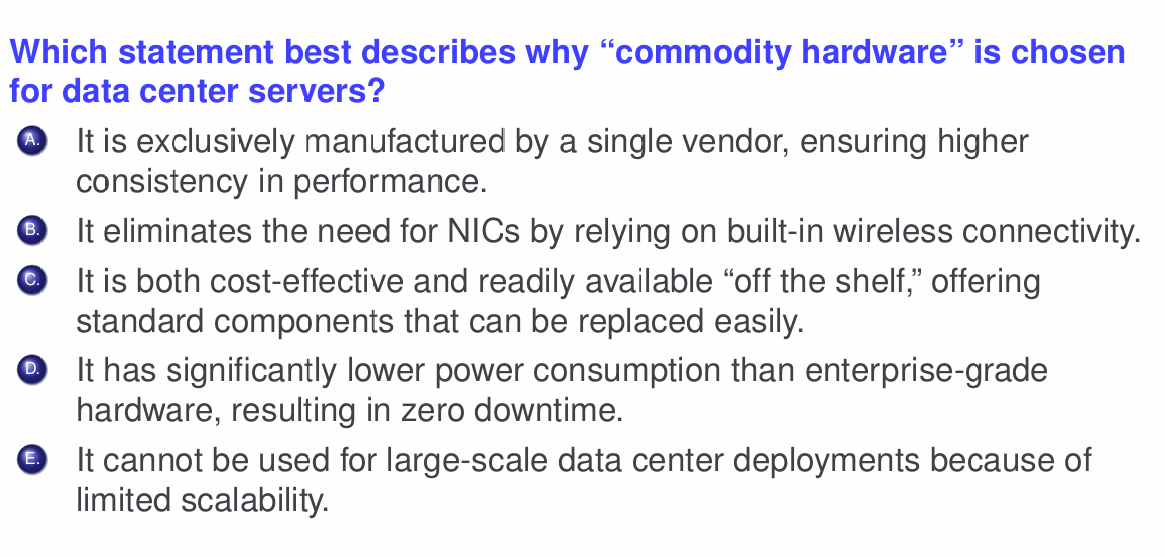 Which statement best describes why “commodity hardware” is chosen
for data center servers?
A. It is exclusively manufactured by a single vendor, ensuring higher
consistency in performance.
B. It eliminates the need for NICs by relying on built-in wireless connectivity.
C. It is both cost-effective and readily available “off the shelf,” offering
standard components that can be replaced easily.
D. It has significantly lower power consumption than enterprise-grade
hardware, resulting in zero downtime.
E. It cannot be used for large-scale data center deployments because of
limited scalability.